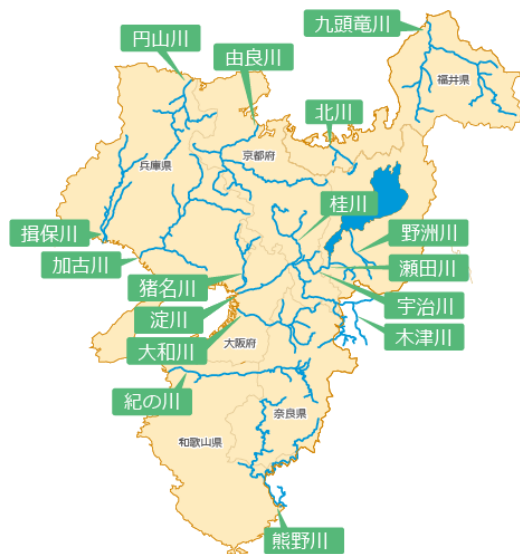 九頭竜川
円山川
由良川
福井県
北川
京都府
兵庫県
桂川
揖保川
野洲川
加古川
瀬田川
猪名川
宇治川
淀川
木津川
大和川
大阪府
紀の川
奈良県
和歌山県
熊野川